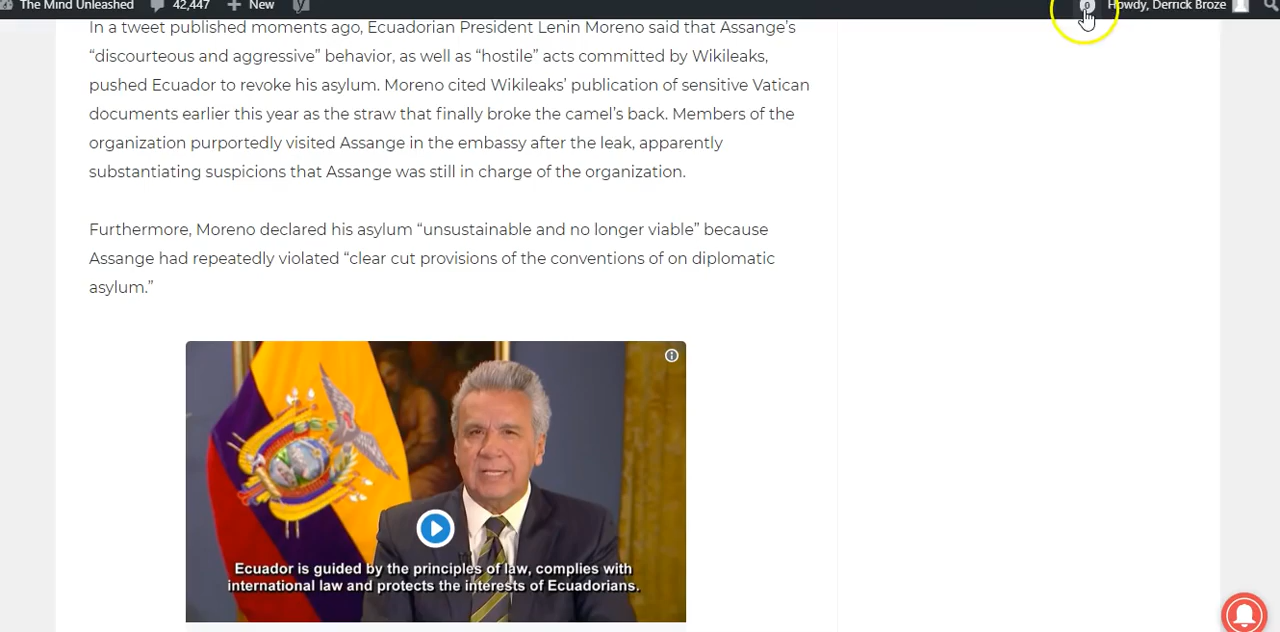 The Mind Unleashed 42,447 New 0 Howdy, Derrick Broze
In a tweet published moments ago, Ecuadorian President Lenin Moreno said that Assange’s
“discourteous and aggressive” behavior, as well as “hostile” acts committed by Wikileaks,
pushed Ecuador to revoke his asylum. Moreno cited Wikileaks’ publication of sensitive Vatican
documents earlier this year as the straw that finally broke the camel’s back. Members of the
organization purportedly visited Assange in the embassy after the leak, apparently
substantiating suspicions that Assange was still in charge of the organization.
Furthermore, Moreno declared his asylum “unsustainable and no longer viable” because
Assange had repeatedly violated “clear cut provisions of the conventions of on diplomatic
asylum.”
Ecuador is guided by the principles of law, complies with
international law and protects the interests of Ecuadorians.